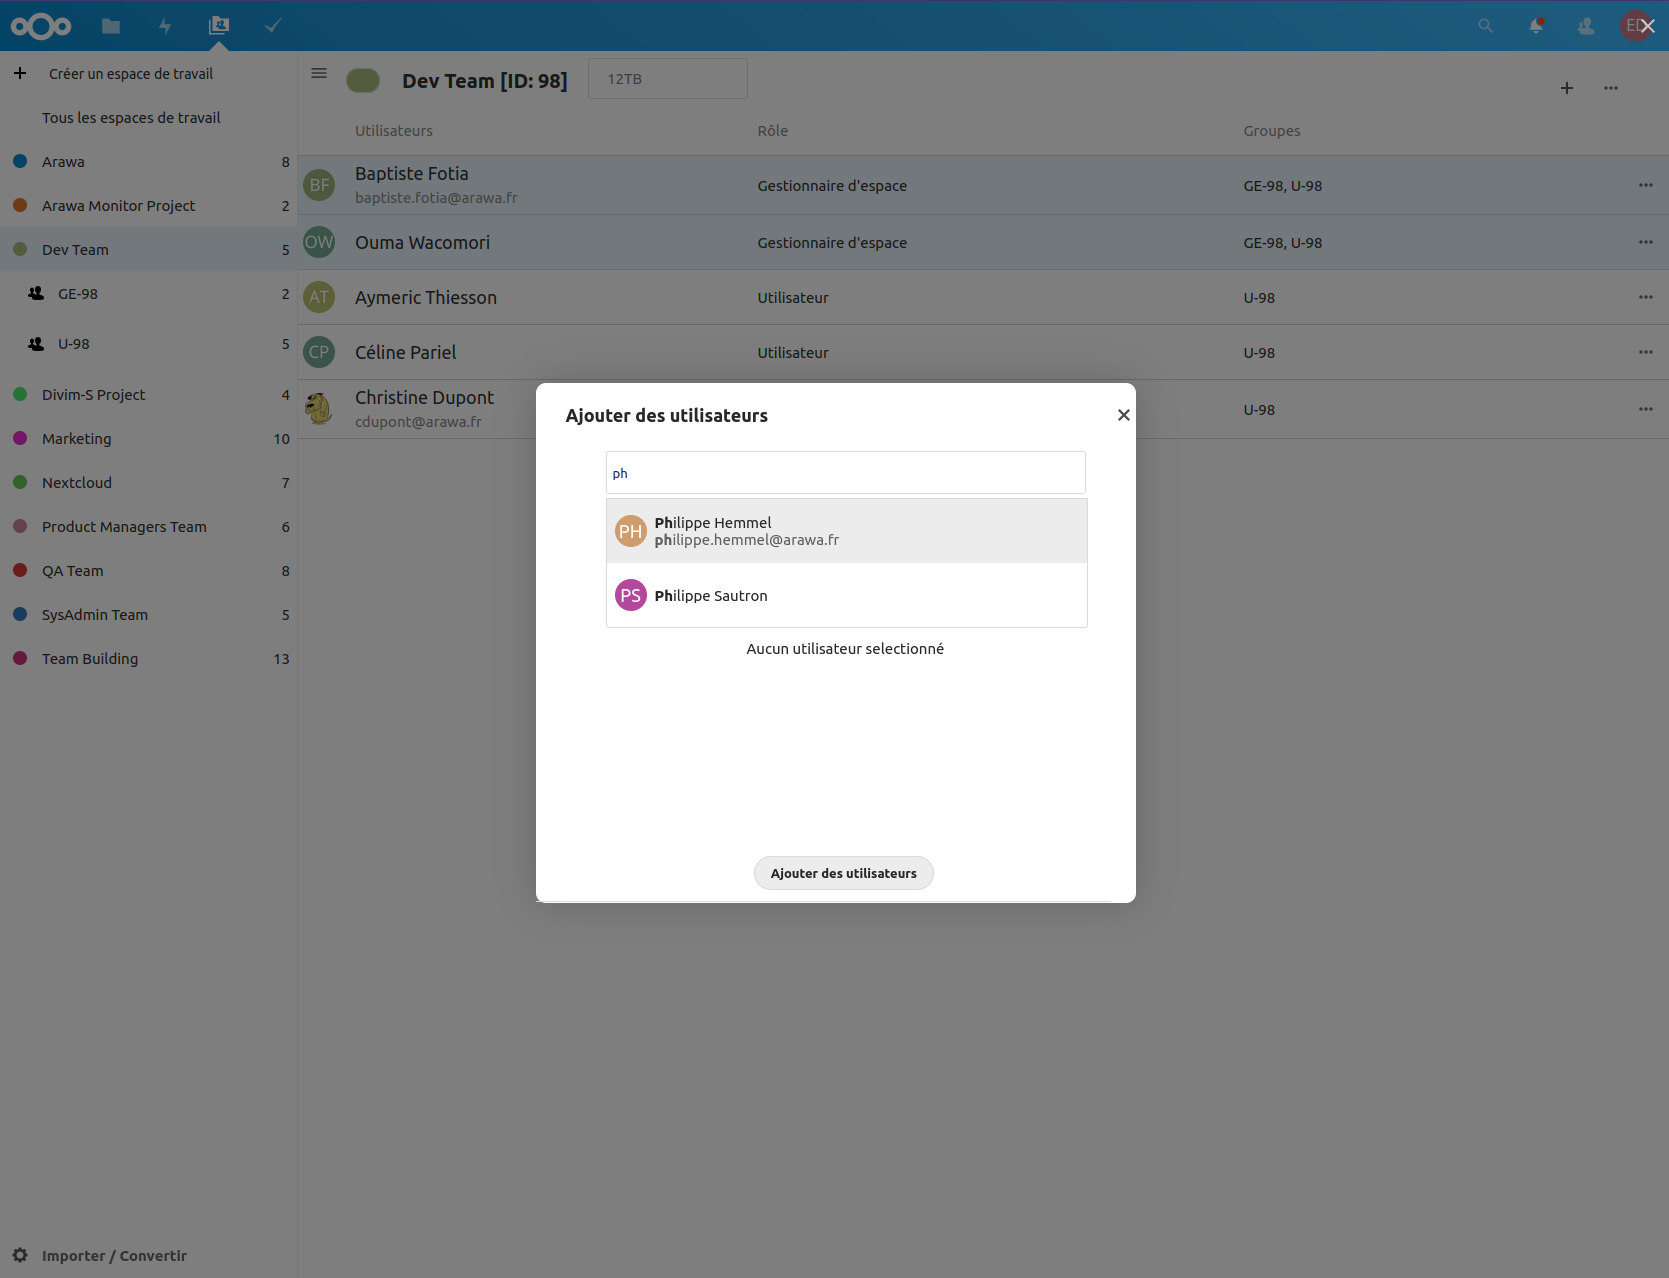 Créer un espace de travail
Tous les espaces de travail
Arawa 8
Arawa Monitor Project 2
Dev Team 5
GE-98 2
U-98 5
Divim-S Project 4
Marketing 10
Nextcloud 7
Product Managers Team 6
QA Team 8
SysAdmin Team 5
Team Building 13
Importer / Convertir
Dev Team [ID: 98] 12TB
Utilisateurs Rôle Groupes
BF Baptiste Fotia Gestionnaire d'espace GE-98, U-98
baptiste.fotia@arawa.fr
OW Ouma Wacomori Gestionnaire d'espace GE-98, U-98
AT Aymeric Thiesson Utilisateur U-98
CP Céline Pariel Utilisateur U-98
Christine Dupont U-98
cdupont@arawa.fr
Ajouter des utilisateurs
ph
PH Philippe Hemmel
philippe.hemmel@arawa.fr
PS Philippe Sautron
Aucun utilisateur selectionné
Ajouter des utilisateurs